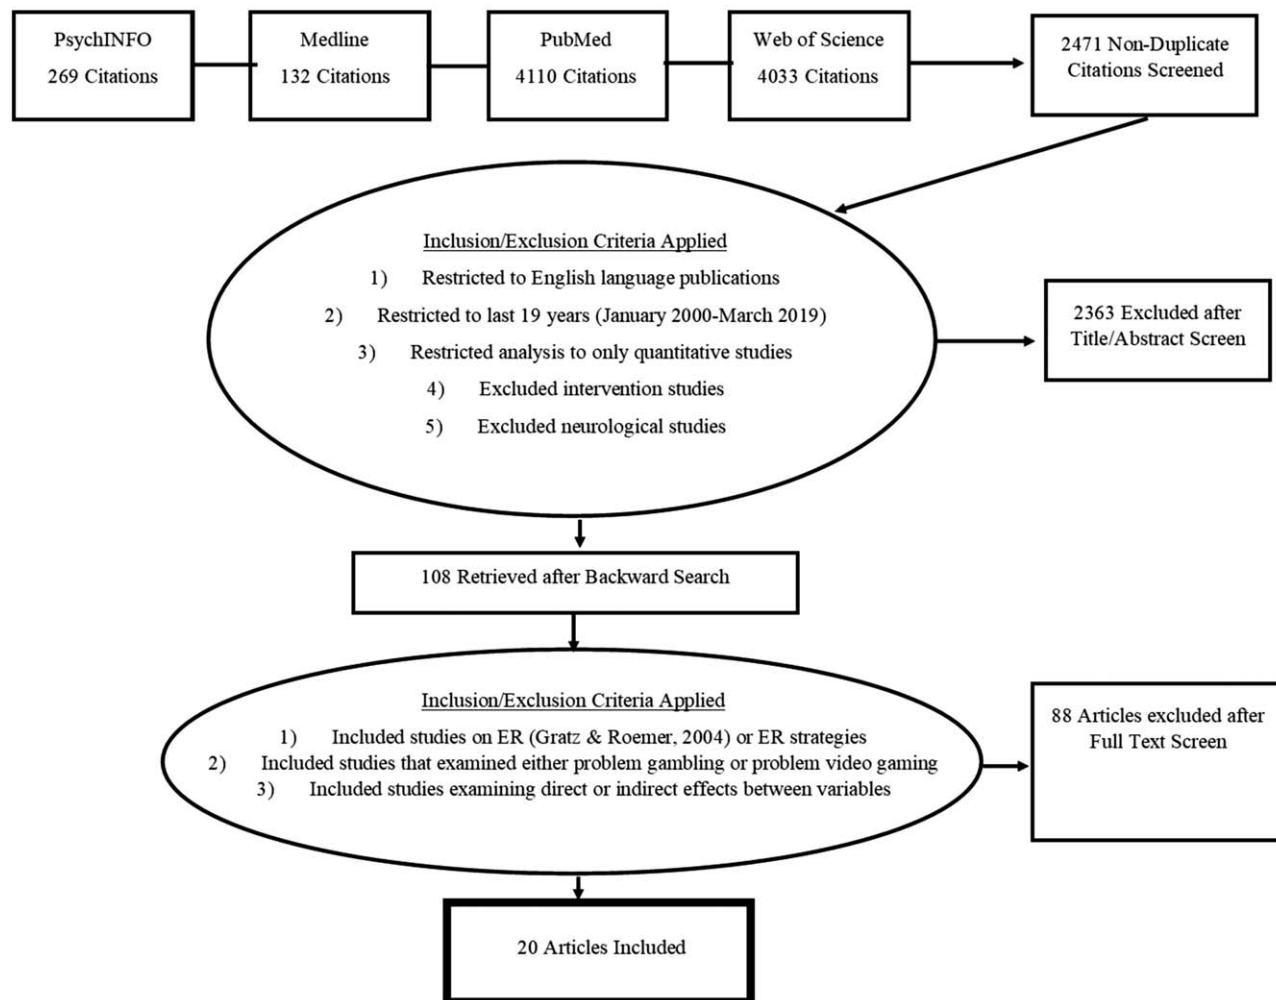 PsychINFO
269 Citations
Medline
132 Citations
PubMed
4110 Citations
Web of Science
4033 Citations
2471 Non-Duplicate
Citations Screened
Inclusion/Exclusion Criteria Applied
1) Restricted to English language publications
2) Restricted to last 19 years (January 2000-March 2019)
3) Restricted analysis to only quantitative studies
4) Excluded intervention studies
5) Excluded neurological studies
2363 Excluded after
Title/Abstract Screen
108 Retrieved after Backward Search
Inclusion/Exclusion Criteria Applied
1) Included studies on ER (Gratz & Roemer, 2004) or ER strategies
2) Included studies that examined either problem gambling or problem video gaming
3) Included studies examining direct or indirect effects between variables
88 Articles excluded after
Full Text Screen
20 Articles Included